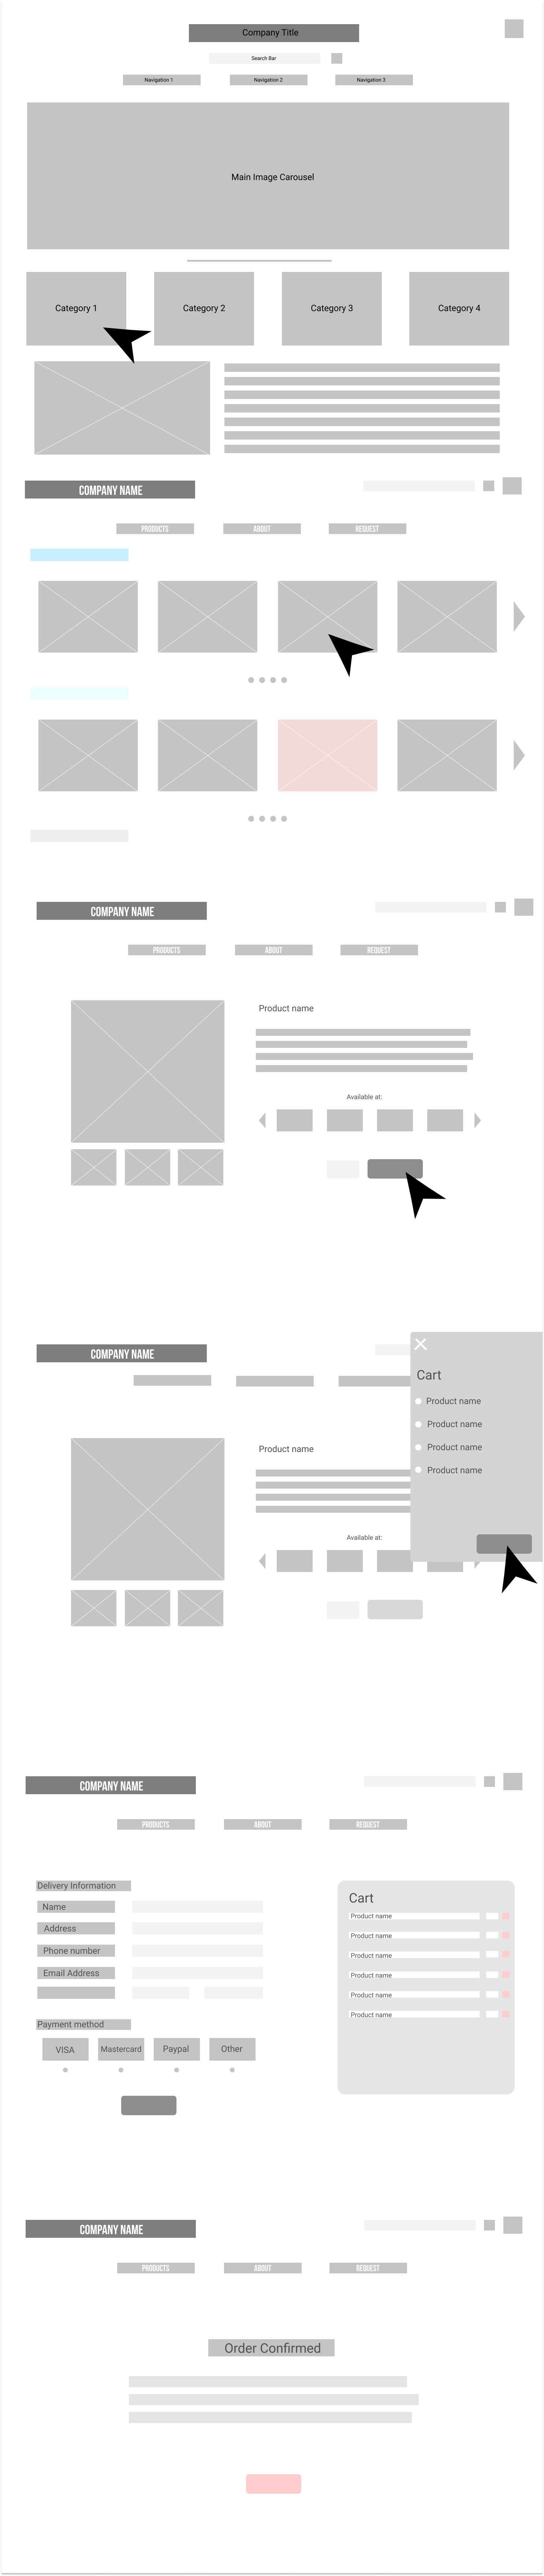 Company Title
Search Bar
Navigation 1
Navigation 2
Navigation 3
Main Image Carousel
Category 1
Category 2
Category 3
Category 4
COMPANY NAME
PRODUCTS
ABOUT
REQUEST
COMPANY NAME
PRODUCTS
ABOUT
REQUEST
Product name
Available at:
COMPANY NAME
Cart
Product name
Product name
Product name
Product name
Product name
Available at:
COMPANY NAME
PRODUCTS
ABOUT
REQUEST
Delivery Information
Name
Address
Phone number
Email Address
Payment method
VISA
Mastercard
Paypal
Other
Cart
Product name
Product name
Product name
Product name
Product name
Product name
COMPANY NAME
PRODUCTS
ABOUT
REQUEST
Order Confirmed